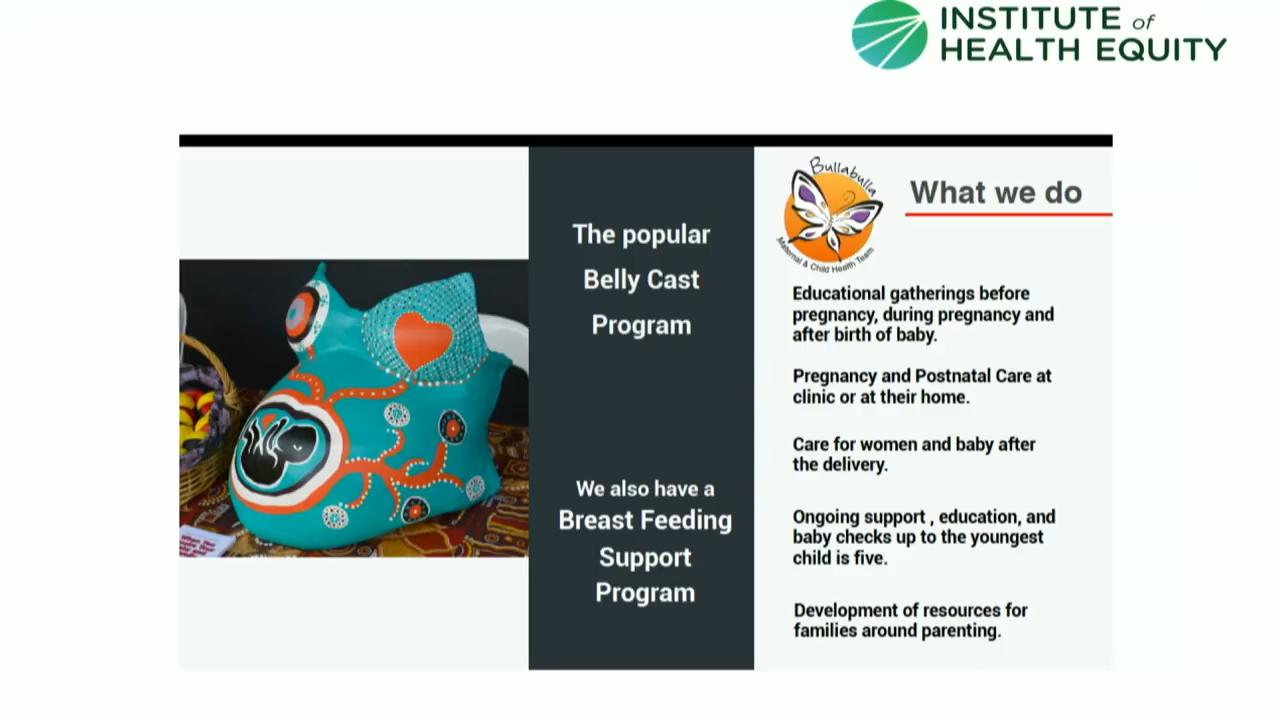 INSTITUTE of
HEALTH EQUITY
The popular
Belly Cast
Program
We also have a
Breast Feeding
Support
Program
Bullabulla
Maternal & Child Health Team
What we do
Educational gatherings before
pregnancy, during pregnancy and
after birth of baby.
Pregnancy and Postnatal Care at
clinic or at their home.
Care for women and baby after
the delivery.
Ongoing support , education, and
baby checks up to the youngest
child is five.
Development of resources for
families around parenting.